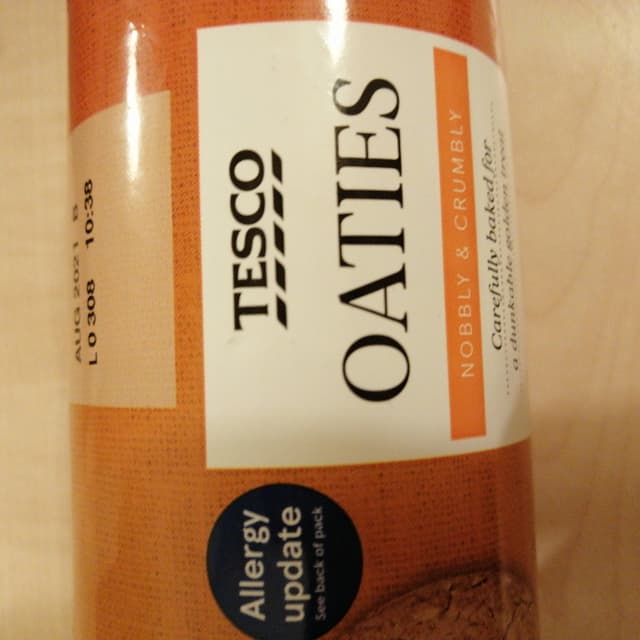 AUG 2021 B
L0308 10:38
TESCO
OATIES
NOBBLY & CRUMBLY
Carefully baked for
a dunkable golden treat
Allergy
update
See back of pack